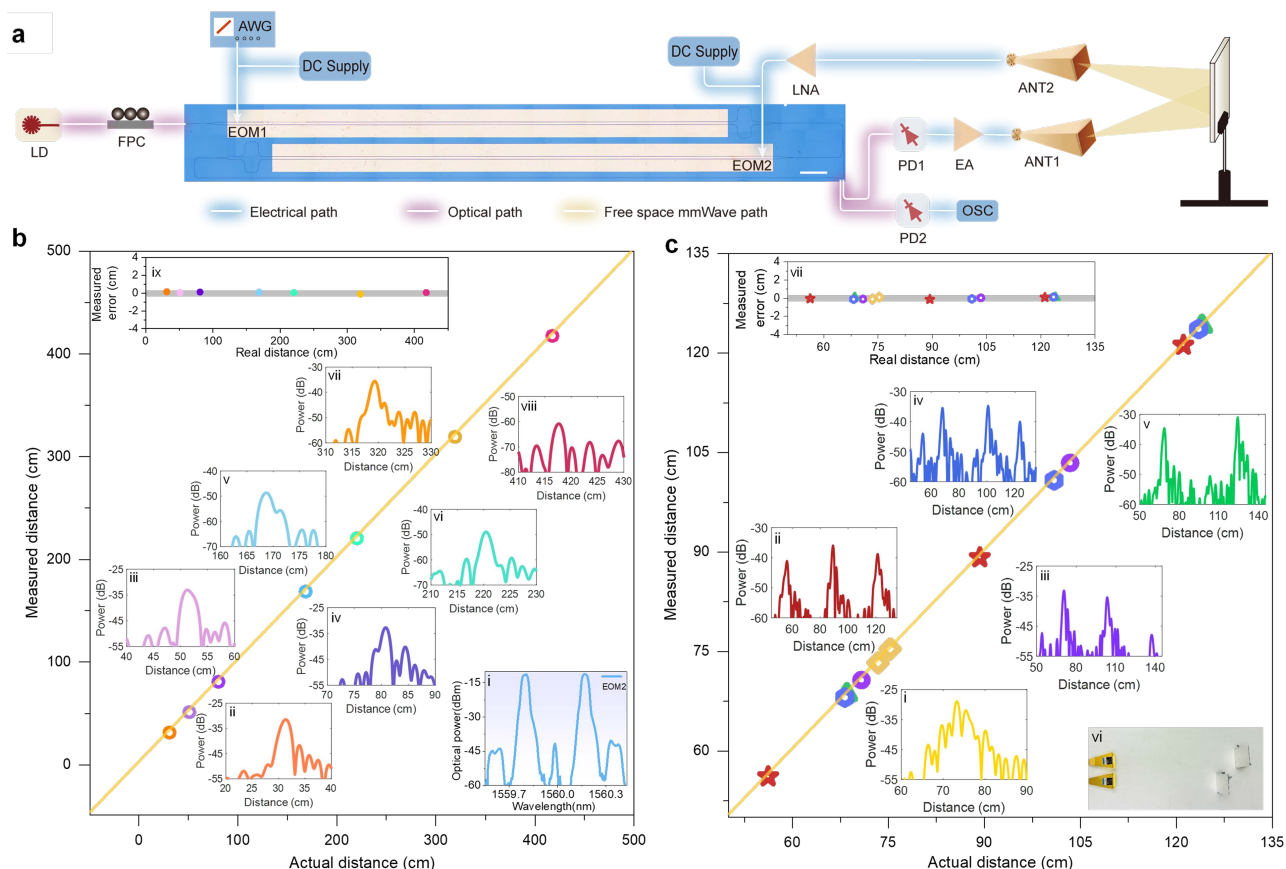 a
AWG
DC Supply
DC Supply
LNA
ANT2
EOM1
EOM2
LD
FPC
PD1
EA
ANT1
PD2
OSC
Electrical path
Optical path
Free space mmWave path
b
Measured distance (cm)
500
400
300
200
100
0
0
100
200
300
400
500
Actual distance (cm)
ix
Measured
error (cm)
4
2
0
-2
-4
0
100
200
300
400
Real distance (cm)
vii
Power (dB)
-30
-40
-50
-60
310
315
320
325
330
Distance (cm)
viii
Power (dB)
-50
-60
-70
-80
410
415
420
425
430
Distance (cm)
v
Power (dB)
-40
-50
-60
-70
160
165
170
175
180
Distance (cm)
vi
Power (dB)
-40
-50
-60
-70
210
215
220
225
230
Distance (cm)
iii
Power (dB)
-25
-35
-45
-55
40
45
50
55
60
Distance (cm)
iv
Power (dB)
-25
-35
-45
-55
70
75
80
85
90
Distance (cm)
ii
Power (dB)
-25
-35
-45
-55
20
25
30
35
40
Distance (cm)
i
EOM2
Optical power(dBm)
-15
-30
-45
-60
1559.7
1560.0
1560.3
Wavelength(nm)
c
Measured distance (cm)
135
120
105
90
75
60
60
75
90
105
120
135
Actual distance (cm)
vii
Measured
error (cm)
4
2
0
-2
-4
60
75
90
105
120
135
Real distance (cm)
iv
Power (dB)
-30
-40
-50
-60
60
80
100
120
Distance (cm)
v
Power (dB)
-30
-40
-50
-60
50
80
110
140
Distance (cm)
ii
Power (dB)
-30
-40
-50
-60
60
80
100
120
Distance (cm)
iii
Power (dB)
-25
-35
-45
-55
50
80
110
140
Distance (cm)
i
Power (dB)
-25
-35
-45
-55
60
70
80
90
Distance (cm)
vi